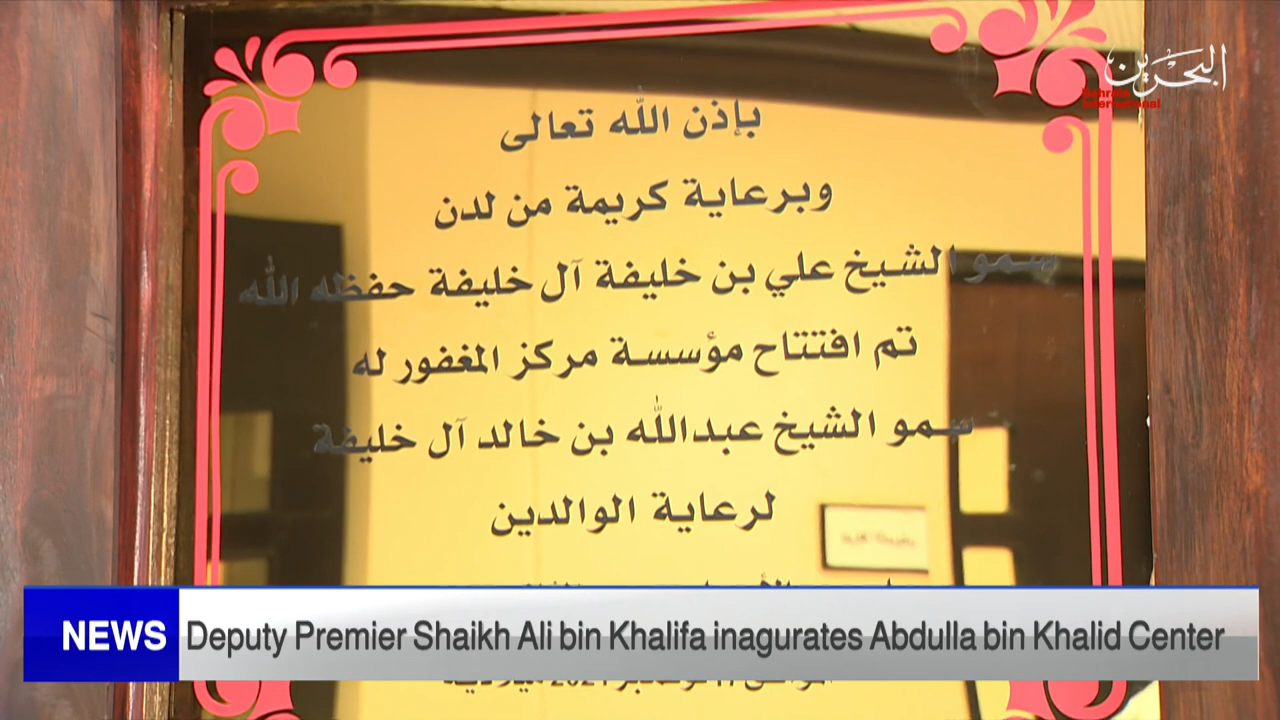 البحرين
Bahrain
International
بإذن الله تعالى
وبرعاية كريمة من لدن
سمو الشيخ علي بن خليفة آل خليفة حفظه الله
تم افتتاح مؤسسة مركز المغفور له
سمو الشيخ عبدالله بن خالد آل خليفة
لرعاية الوالدين
NEWS Deputy Premier Shaikh Ali bin Khalifa inagurates Abdulla bin Khalid Center